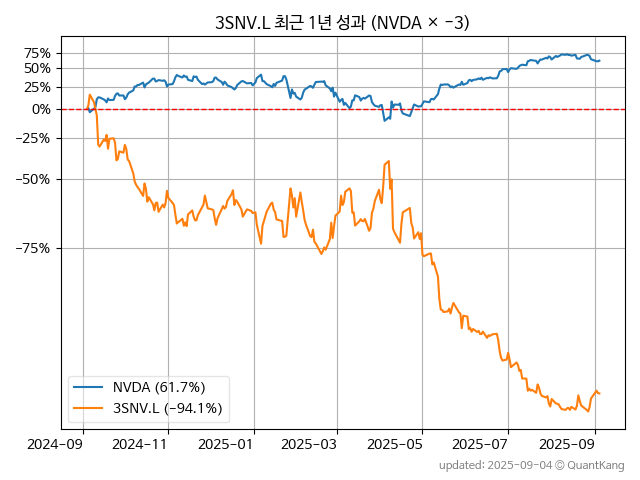 3SNV.L 최근 1년 성과 (NVDA × −3)
75%
50%
25%
0%
−25%
−50%
−75%
NVDA (61.7%)
3SNV.L (−94.1%)
2024-09 2024-11 2025-01 2025-03 2025-05 2025-07 2025-09
updated: 2025-09-04 © QuantKang